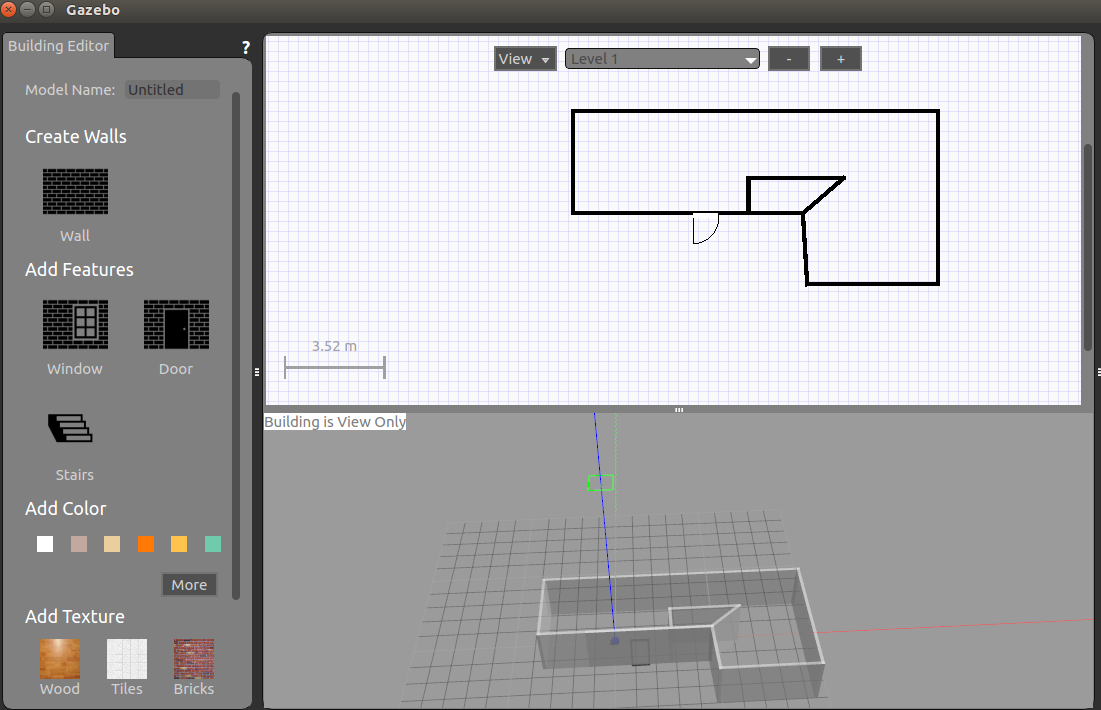 Gazebo
Building Editor
?
Model Name: Untitled
Create Walls
Wall
Add Features
Window Door
Stairs
Add Color
More
Add Texture
Wood Tiles Bricks
View Level 1 - +
3.52 m
Building is View Only